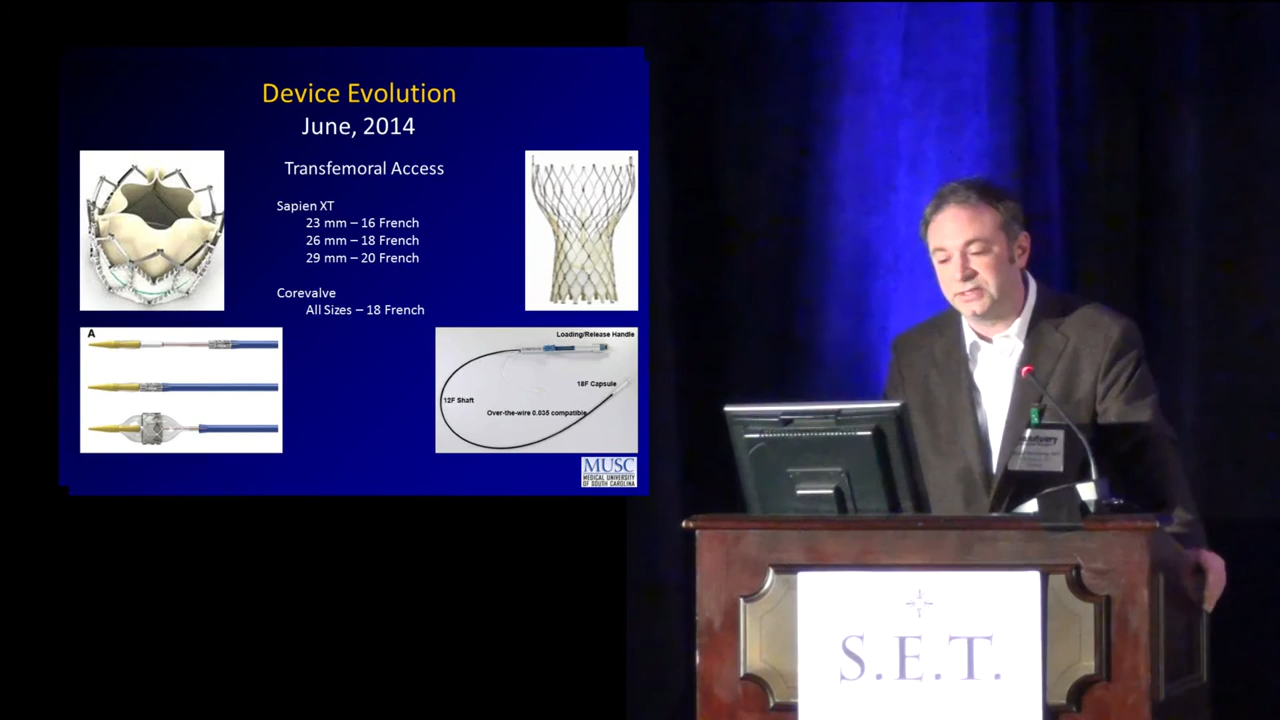 Device Evolution
June, 2014
Transfemoral Access
Sapien XT
23 mm – 16 French
26 mm – 18 French
29 mm – 20 French
Corevalve
All Sizes – 18 French
A
Loading/Release Handle
18F Capsule
12F Shaft
Over-the-wire 0.035 compatible
MUSC
MEDICAL UNIVERSITY
OF SOUTH CAROLINA
S.E.T.